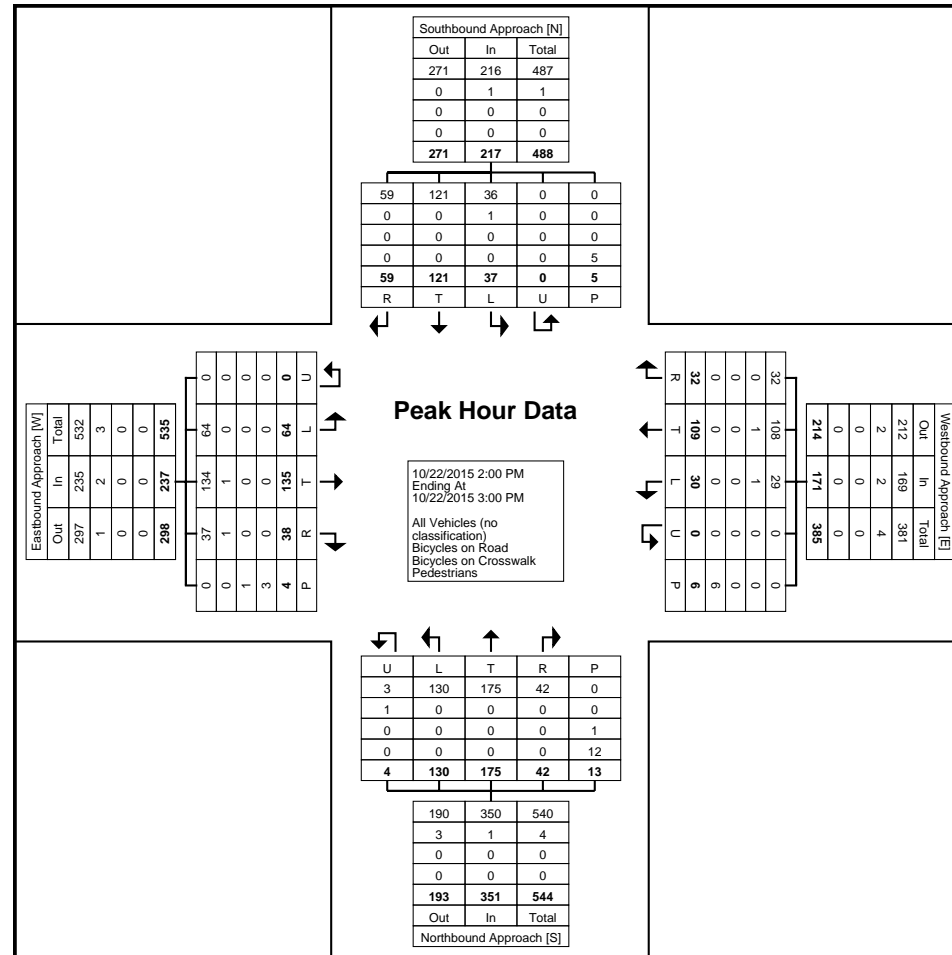 Southbound Approach [N]
Out In Total
271 216 487
0 1 1
0 0 0
0 0 0
271 217 488
59 121 36 0 0
0 0 1 0 0
0 0 0 0 0
0 0 0 0 5
59 121 37 0 5
R T L U P
Eastbound Approach [W]
Total In Out
532 235 297
3 2 1
0 0 0
0 0 0
535 237 298
0 64 134 37 0
0 0 1 1 0
0 0 0 0 1
0 0 0 0 3
0 64 135 38 4
U L T R P
Peak Hour Data
10/22/2015 2:00 PM
Ending At
10/22/2015 3:00 PM
All Vehicles (no
classification)
Bicycles on Road
Bicycles on Crosswalk
Pedestrians
R T L U P
32 109 30 0 6
0 0 0 0 6
0 0 0 0 0
0 1 1 0 0
32 108 29 0 0
Westbound Approach [E]
Out In Total
212 169 381
2 2 4
0 0 0
0 0 0
214 171 385
U L T R P
3 130 175 42 0
1 0 0 0 0
0 0 0 0 1
0 0 0 0 12
4 130 175 42 13
190 350 540
3 1 4
0 0 0
0 0 0
193 351 544
Out In Total
Northbound Approach [S]